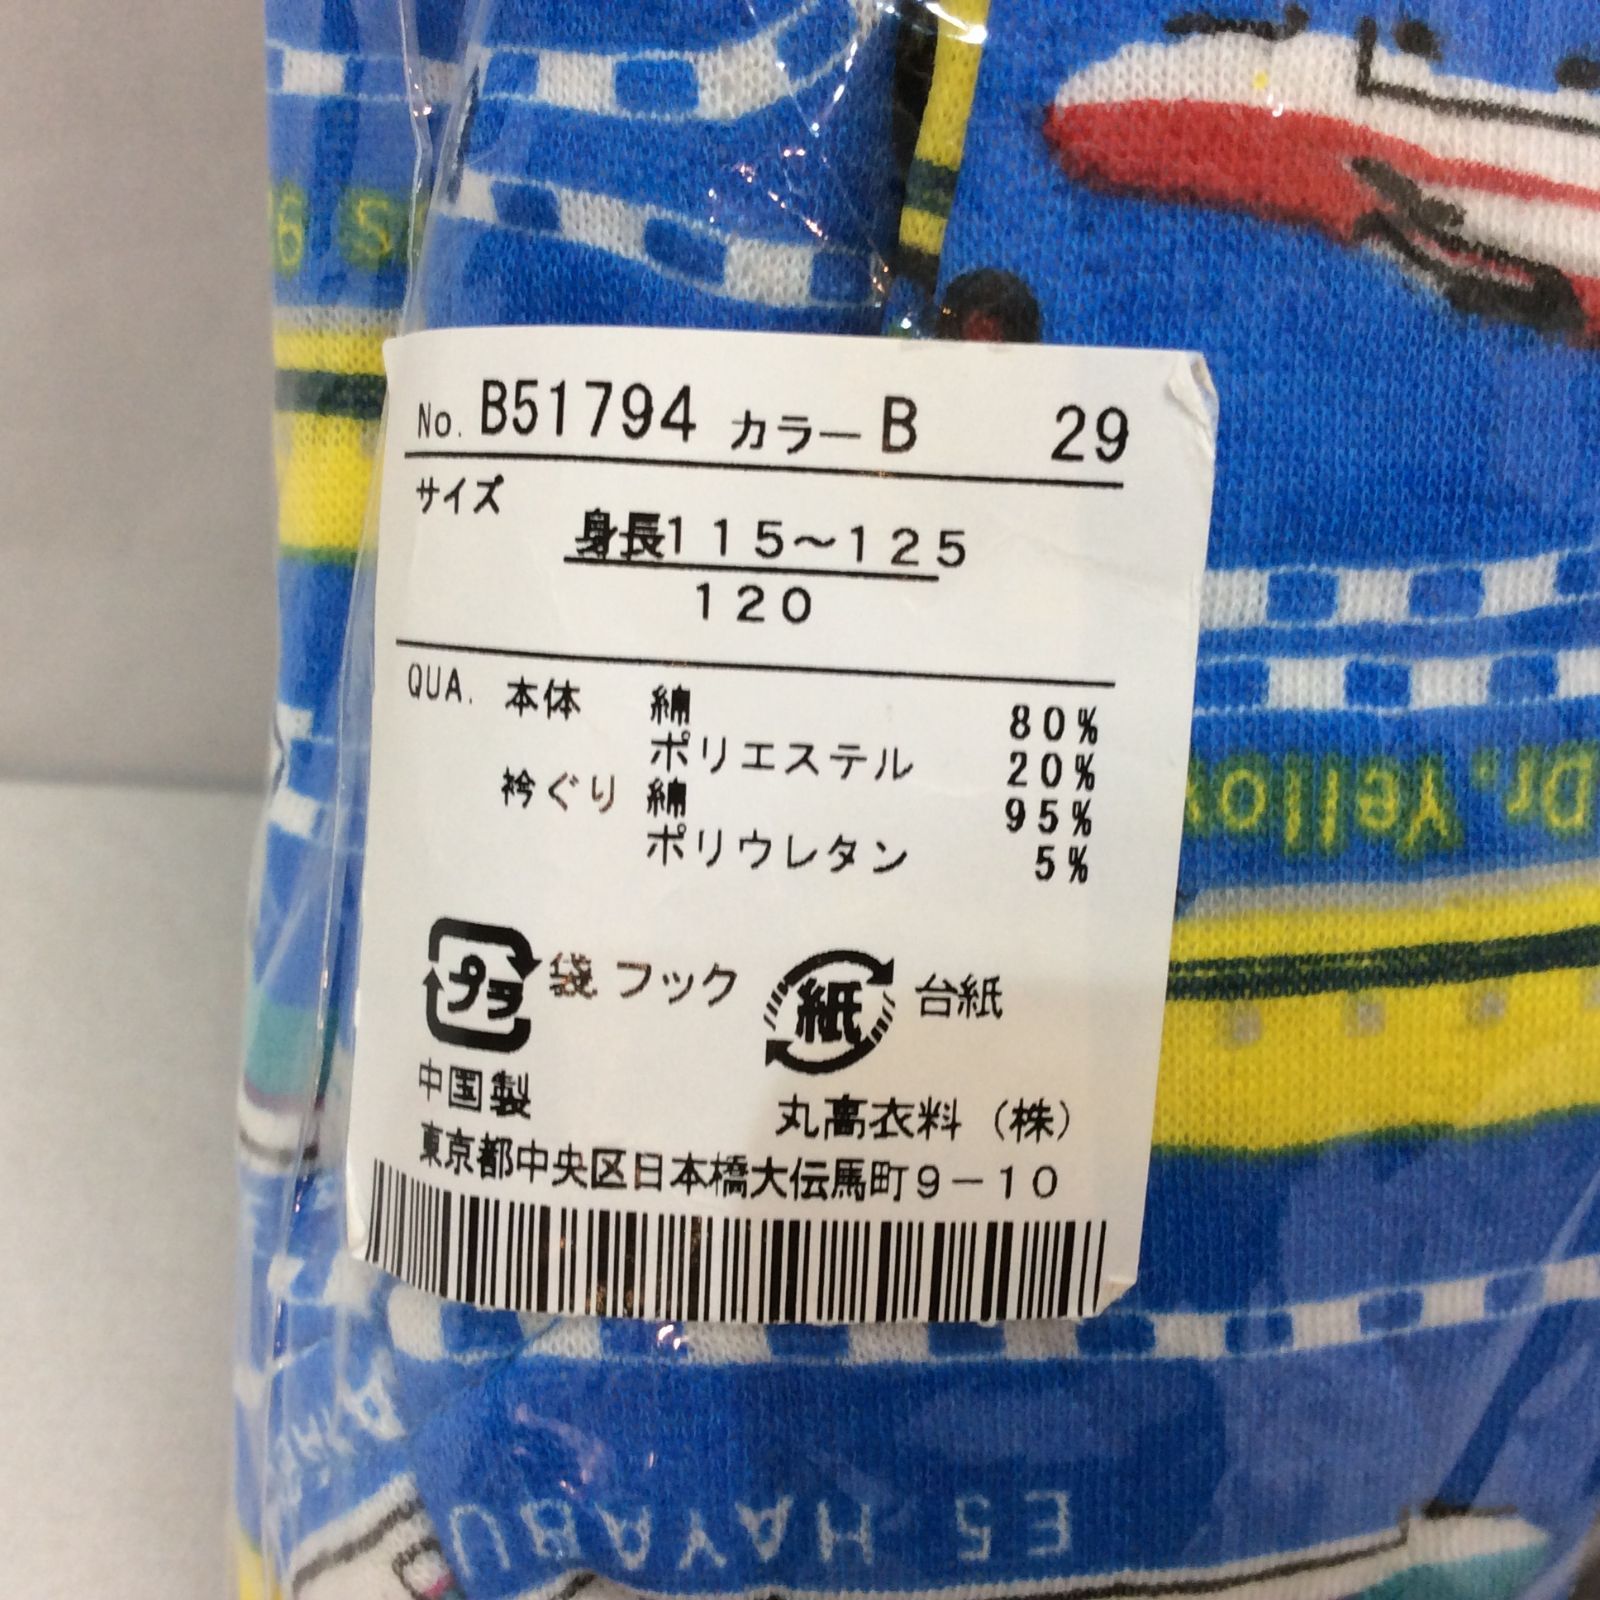 No. B51794 カラー B 29
サイズ
身長115～125
120
QUA. 本体 綿 80%
ポリエステル 20%
衿ぐり 綿 95%
ポリウレタン 5%
プラ 袋 フック 紙 台紙
中国製
丸高衣料（株）
東京都中央区日本橋大伝馬町9－10
Dr. Yellow
E5 HAYABU